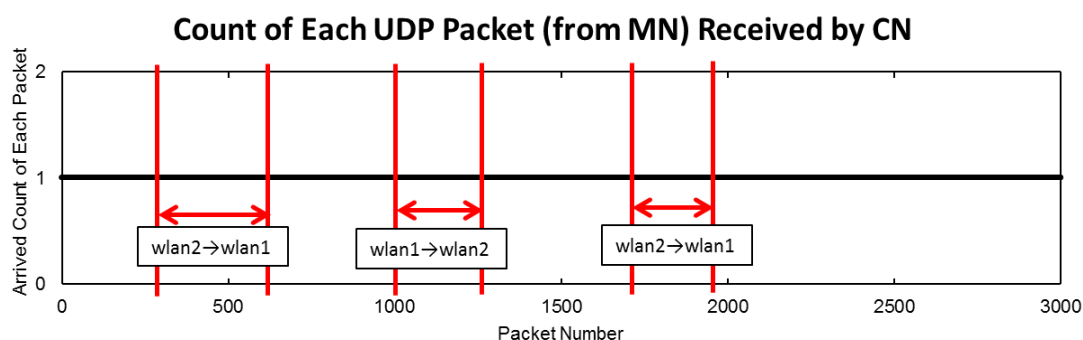 Count of Each UDP Packet (from MN) Received by CN
Arrived Count of Each Packet
2
1
0
wlan2→wlan1
wlan1→wlan2
wlan2→wlan1
0 500 1000 1500 2000 2500 3000
Packet Number